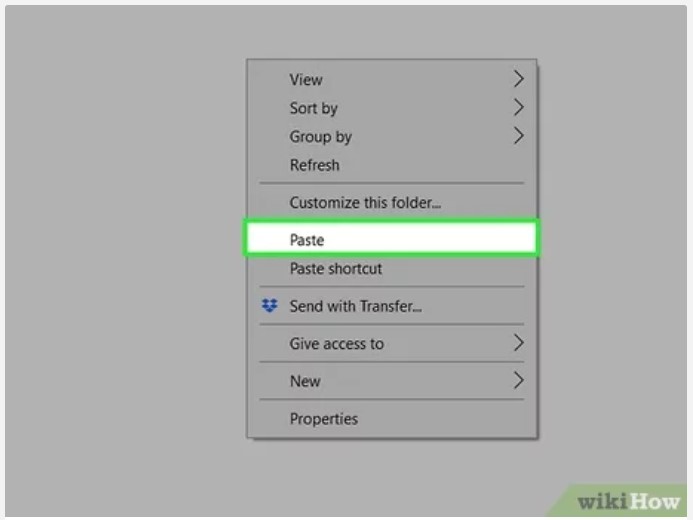 View
Sort by
Group by
Refresh
Customize this folder...
Paste
Paste shortcut
Send with Transfer...
Give access to
New
Properties
wikiHow